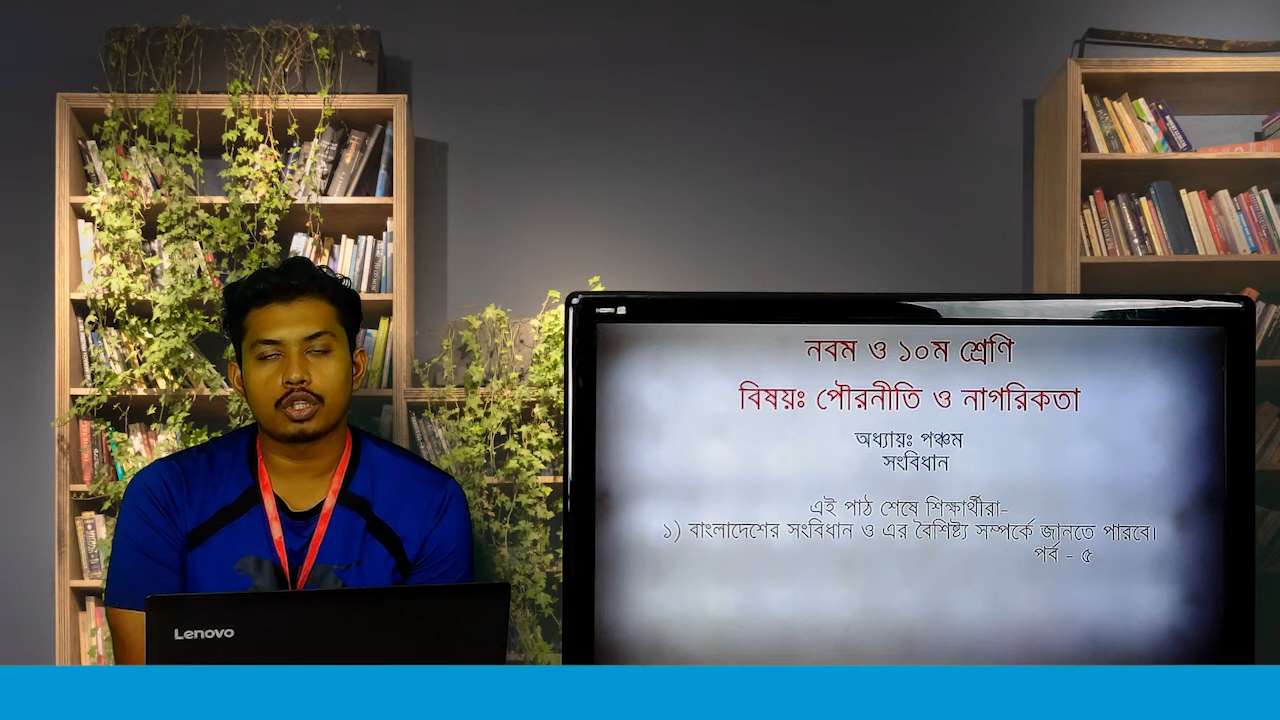 নবম ও ১০ম শ্রেণি
বিষয়ঃ পৌরনীতি ও নাগরিকতা
অধ্যায়ঃ পঞ্চম
সংবিধান
এই পাঠ শেষে শিক্ষার্থীরা-
১) বাংলাদেশের সংবিধান ও এর বৈশিষ্ট্য সম্পর্কে জানতে পারবে।
পর্ব - ৫
Lenovo